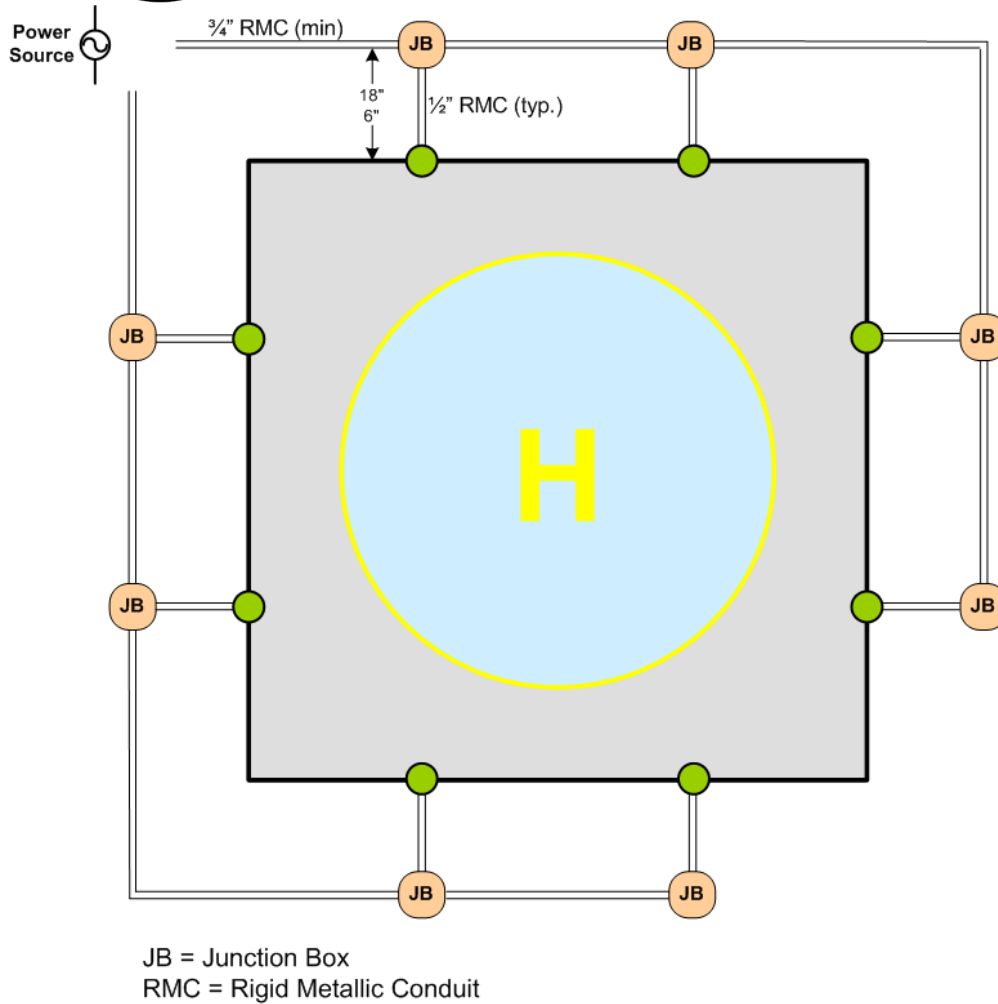 Power
Source
¾” RMC (min)
JB
JB
18"
6"
½” RMC (typ.)
JB
JB
H
JB
JB
JB
JB
JB = Junction Box
RMC = Rigid Metallic Conduit